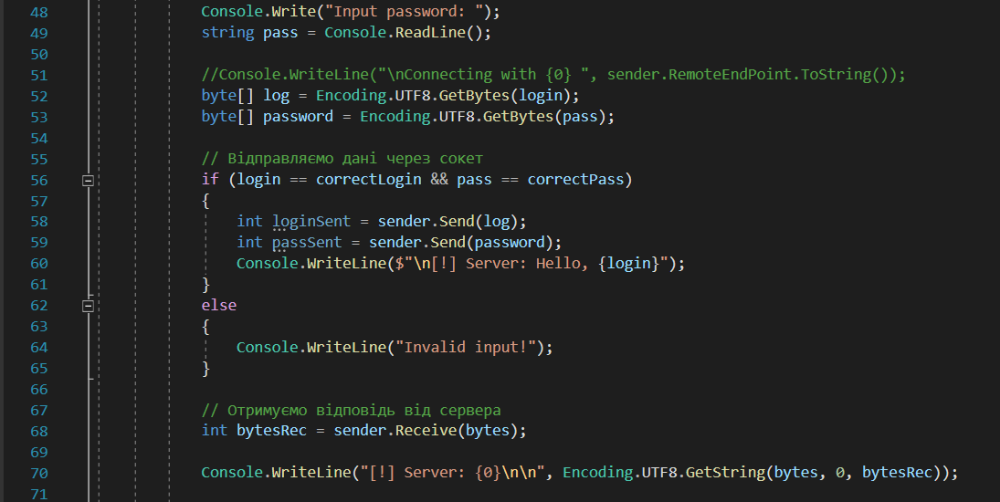 48 Console.Write("Input password: ");
49 string pass = Console.ReadLine();
50
51 //Console.WriteLine("\nConnecting with {0} ", sender.RemoteEndPoint.ToString());
52 byte[] log = Encoding.UTF8.GetBytes(login);
53 byte[] password = Encoding.UTF8.GetBytes(pass);
54
55 // Відправляємо дані через сокет
56 if (login == correctLogin && pass == correctPass)
57 {
58 int loginSent = sender.Send(log);
59 int passSent = sender.Send(password);
60 Console.WriteLine($"\n[!] Server: Hello, {login}");
61 }
62 else
63 {
64 Console.WriteLine("Invalid input!");
65 }
66
67 // Отримуємо відповідь від сервера
68 int bytesRec = sender.Receive(bytes);
69
70 Console.WriteLine("[!] Server: {0}\n\n", Encoding.UTF8.GetString(bytes, 0, bytesRec));
71